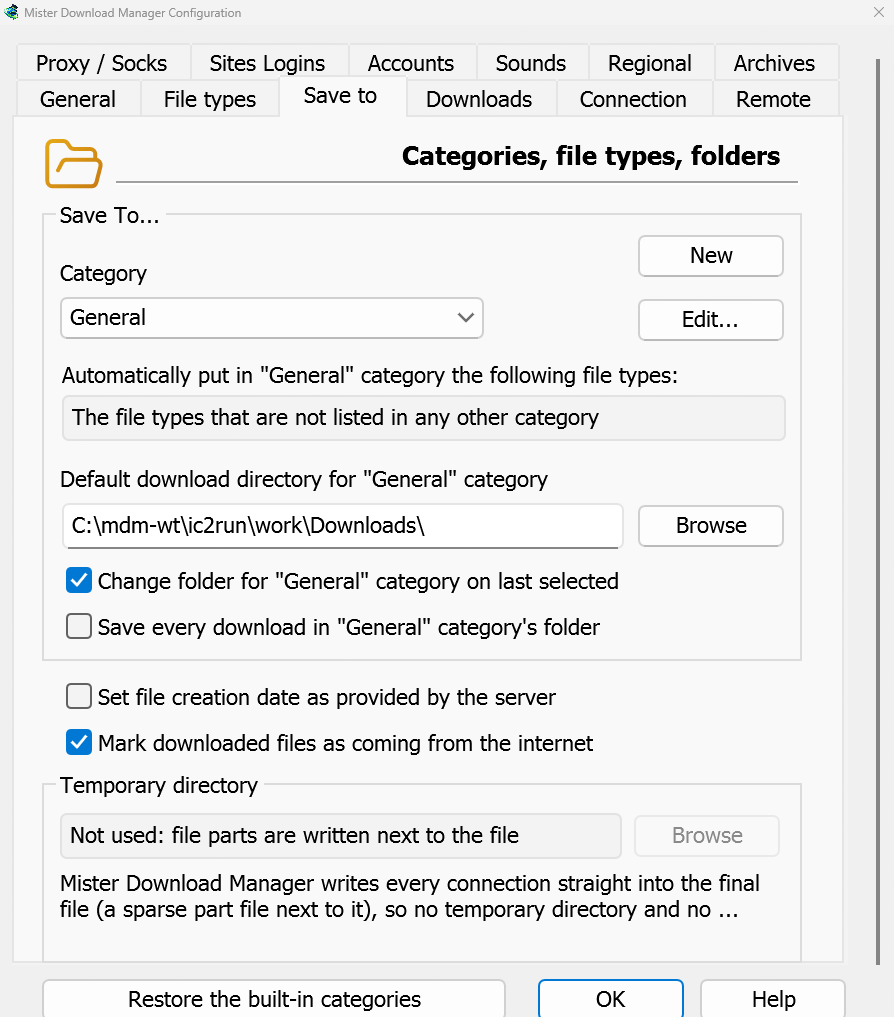 Mister Download Manager Configuration
Proxy / Socks
Sites Logins
Accounts
Sounds
Regional
Archives
General
File types
Save to
Downloads
Connection
Remote
Categories, file types, folders
Save To...
New
Category
General
Edit...
Automatically put in "General" category the following file types:
The file types that are not listed in any other category
Default download directory for "General" category
C:\mdm-wt\ic2run\work\Downloads\
Browse
Change folder for "General" category on last selected
Save every download in "General" category's folder
Set file creation date as provided by the server
Mark downloaded files as coming from the internet
Temporary directory
Not used: file parts are written next to the file
Browse
Mister Download Manager writes every connection straight into the final
file (a sparse part file next to it), so no temporary directory and no ...
Restore the built-in categories
OK
Help